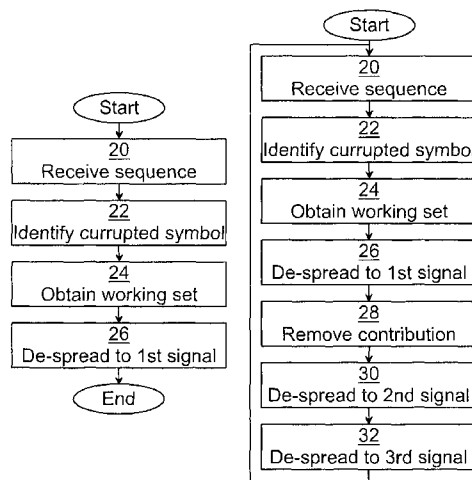 Start
20
Receive sequence
22
Identify currupted symbol
24
Obtain working set
26
De-spread to 1st signal
End
Start
20
Receive sequence
22
Identify currupted symbol
24
Obtain working set
26
De-spread to 1st signal
28
Remove contribution
30
De-spread to 2nd signal
32
De-spread to 3rd signal